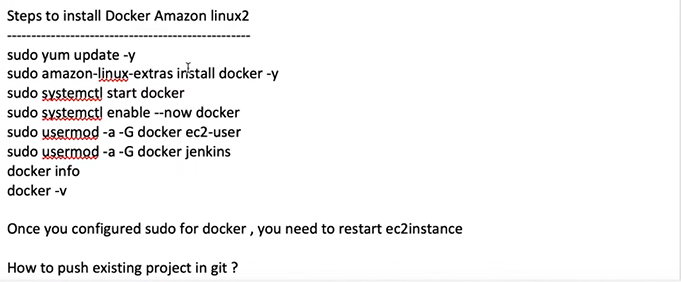 Steps to install Docker Amazon linux2
--------------------------------------------------
sudo yum update -y
sudo amazon-linux-extras install docker -y
sudo systemctl start docker
sudo systemctl enable --now docker
sudo usermod -a -G docker ec2-user
sudo usermod -a -G docker jenkins
docker info
docker -v
Once you configured sudo for docker , you need to restart ec2instance
How to push existing project in git ?